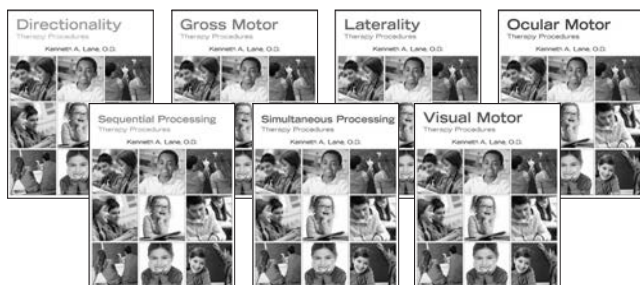 Directionality
Therapy Procedures
Kenneth A. Lane, O.D.
Gross Motor
Therapy Procedures
Kenneth A. Lane, O.D.
Laterality
Therapy Procedures
Kenneth A. Lane, O.D.
Ocular Motor
Therapy Procedures
Kenneth A. Lane, O.D.
Sequential Processing
Therapy Procedures
Kenneth A. Lane, O.D.
Simultaneous Processing
Therapy Procedures
Kenneth A. Lane, O.D.
Visual Motor
Therapy Procedures
Kenneth A. Lane, O.D.